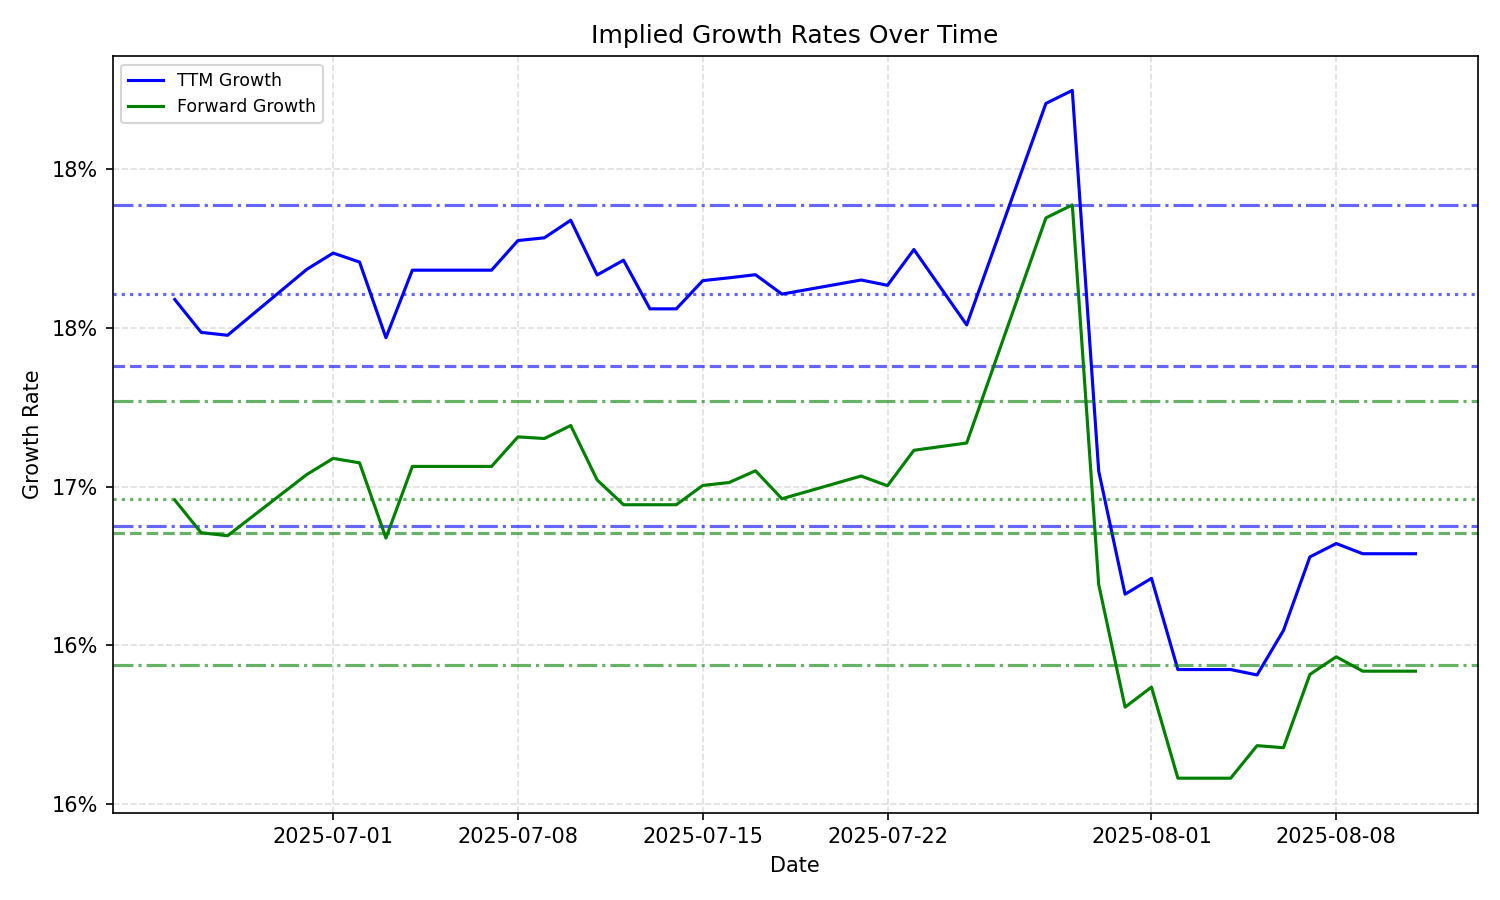 Implied Growth Rates Over Time
TTM Growth
Forward Growth
18%
18%
17%
16%
16%
Growth Rate
2025-07-01
2025-07-08
2025-07-15
2025-07-22
2025-08-01
2025-08-08
Date